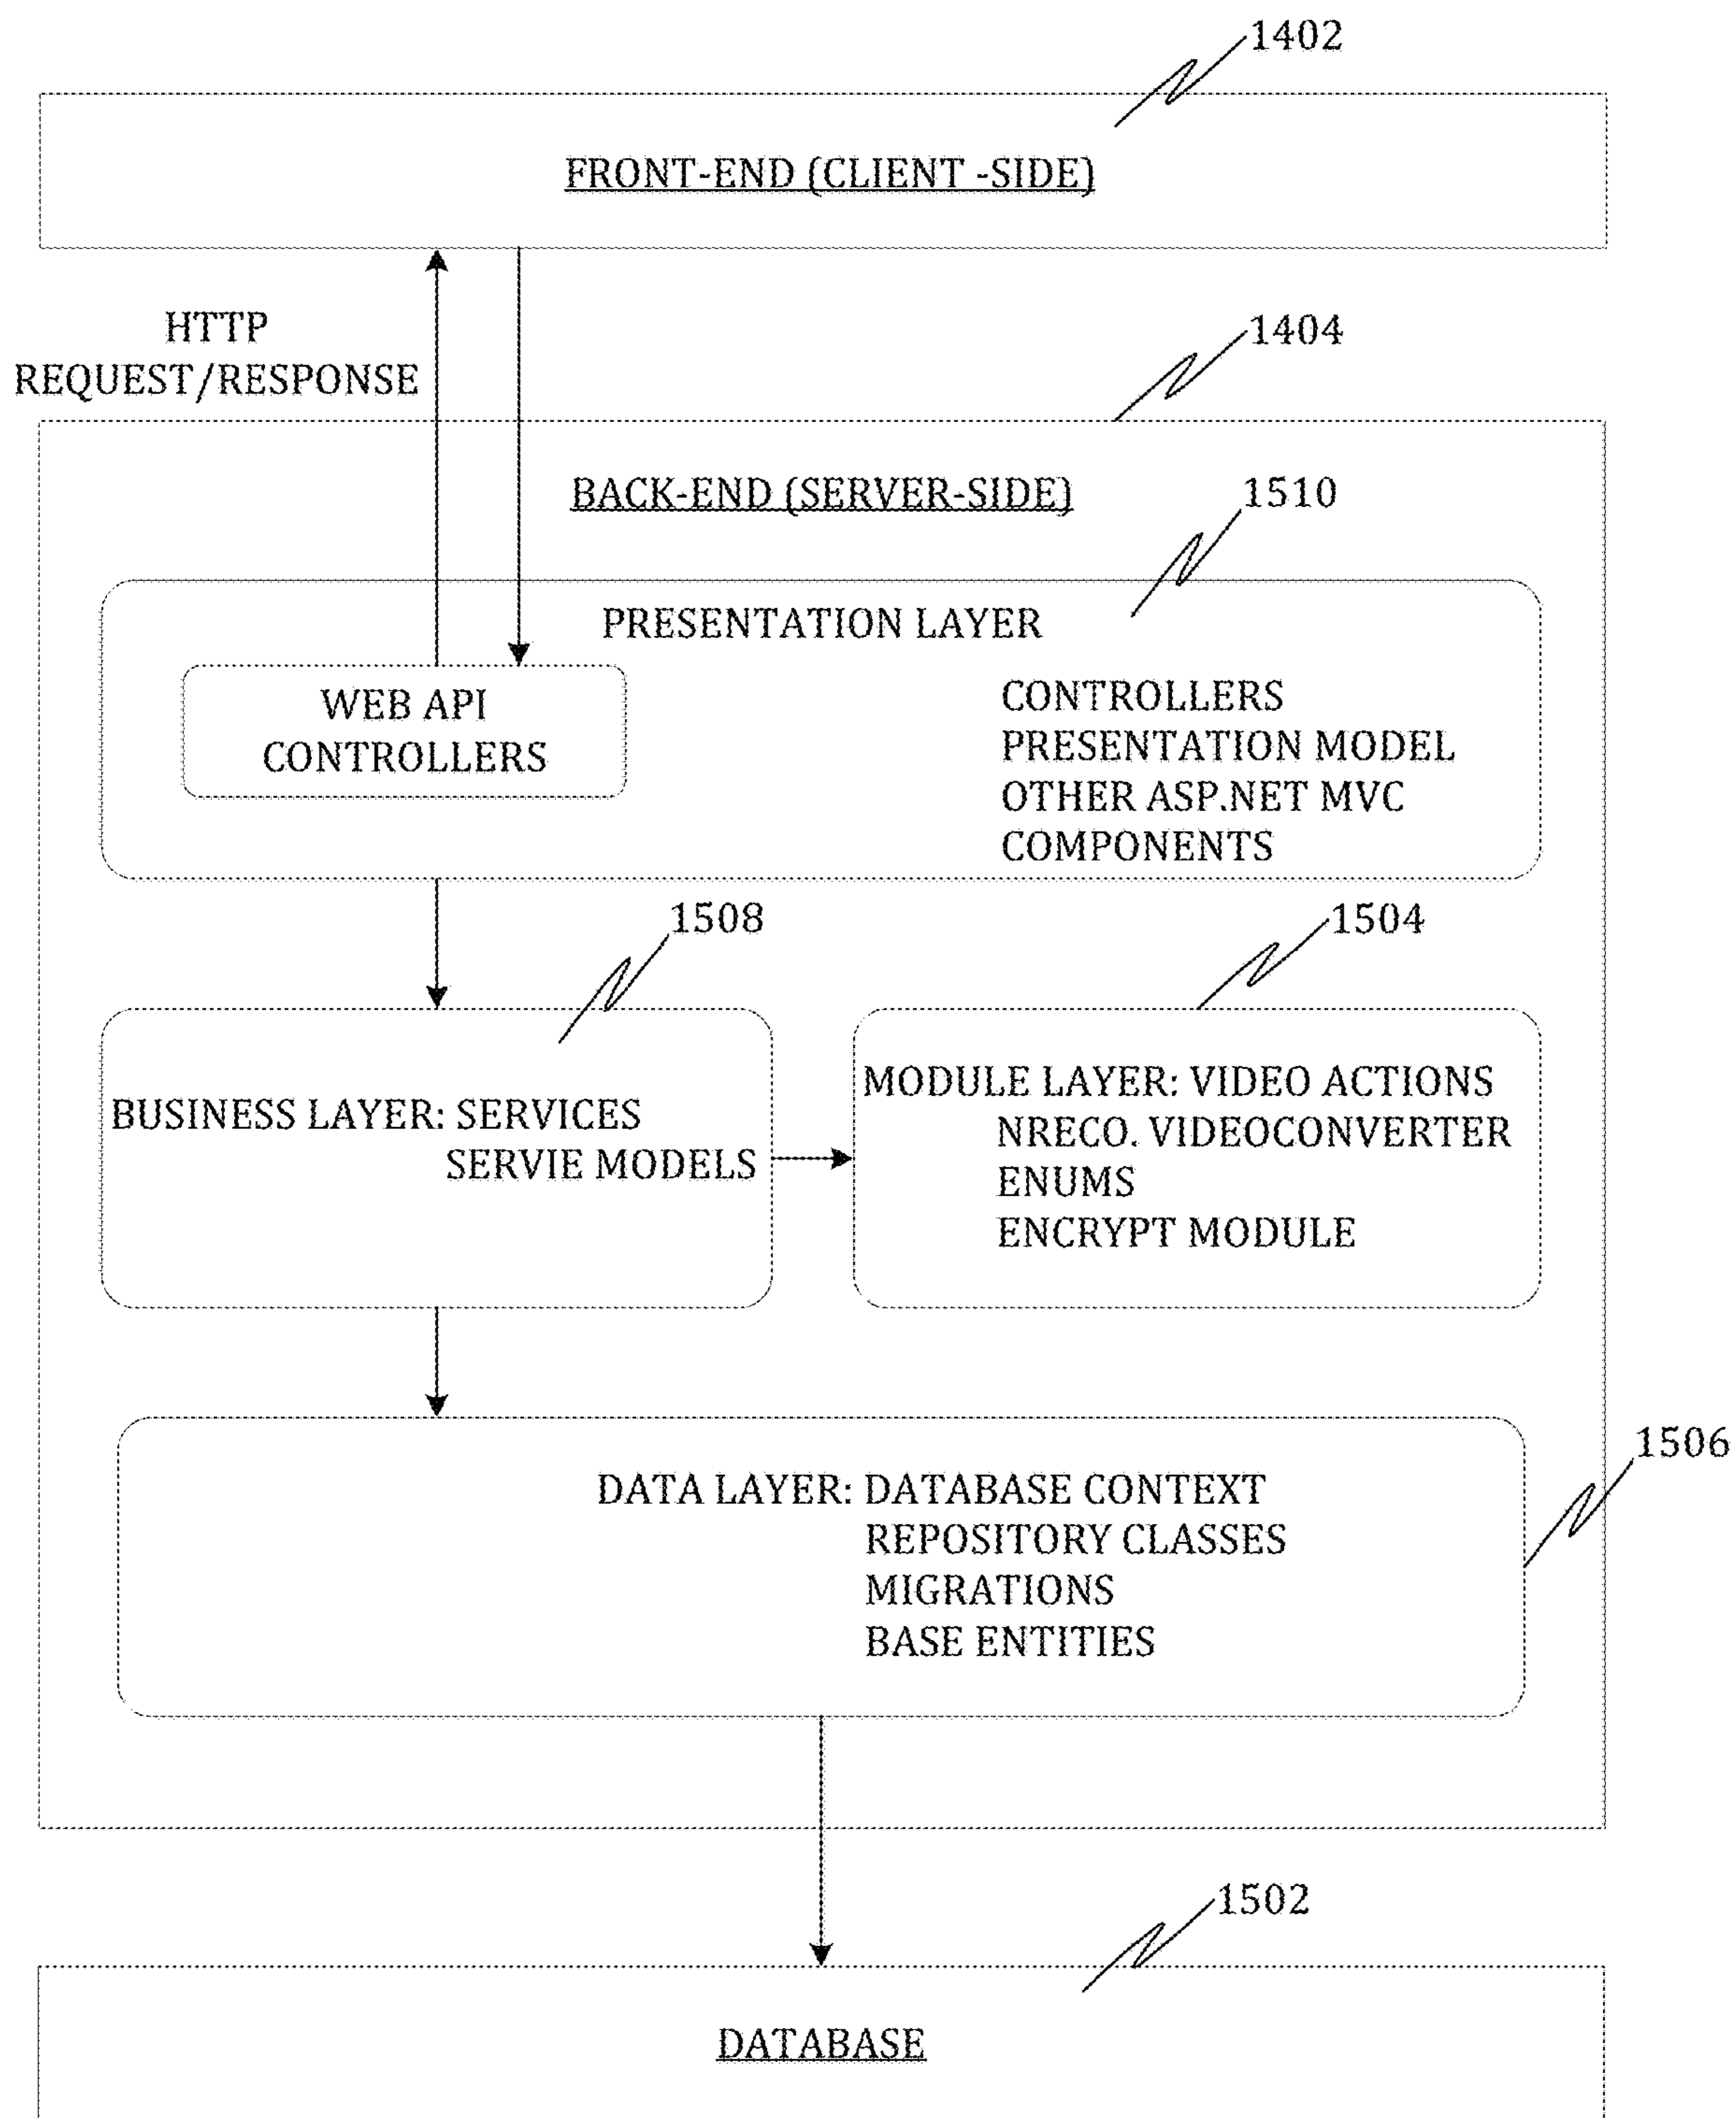 1402
FRONT-END (CLIENT -SIDE)
HTTP
REQUEST/RESPONSE
1404
BACK-END (SERVER-SIDE)
1510
PRESENTATION LAYER
WEB API
CONTROLLERS
CONTROLLERS
PRESENTATION MODEL
OTHER ASP.NET MVC
COMPONENTS
1508
1504
BUSINESS LAYER: SERVICES
SERVIE MODELS
MODULE LAYER: VIDEO ACTIONS
NRECO. VIDEOCONVERTER
ENUMS
ENCRYPT MODULE
1506
DATA LAYER: DATABASE CONTEXT
REPOSITORY CLASSES
MIGRATIONS
BASE ENTITIES
1502
DATABASE